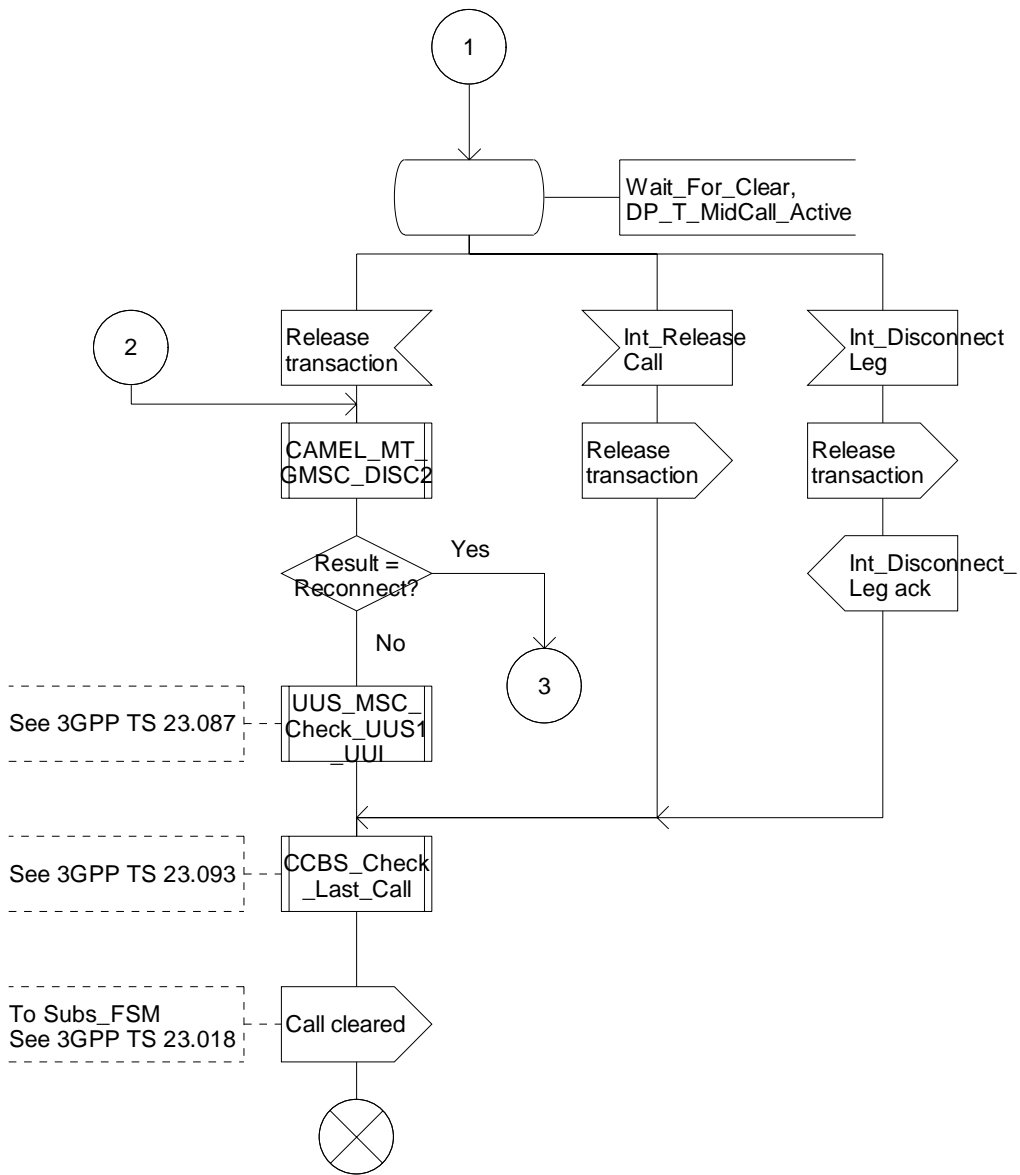 1
Wait_For_Clear,
DP_T_MidCall_Active
Release
transaction
Int_Release
Call
Int_Disconnect
Leg
2
CAMEL_MT_
GMSC_DISC2
Release
transaction
Release
transaction
Result =
Reconnect?
Yes
No
Int_Disconnect_
Leg ack
3
See 3GPP TS 23.087
UUS_MSC_
Check_UUS1
_UUI
See 3GPP TS 23.093
CCBS_Check
_Last_Call
To Subs_FSM
See 3GPP TS 23.018
Call cleared